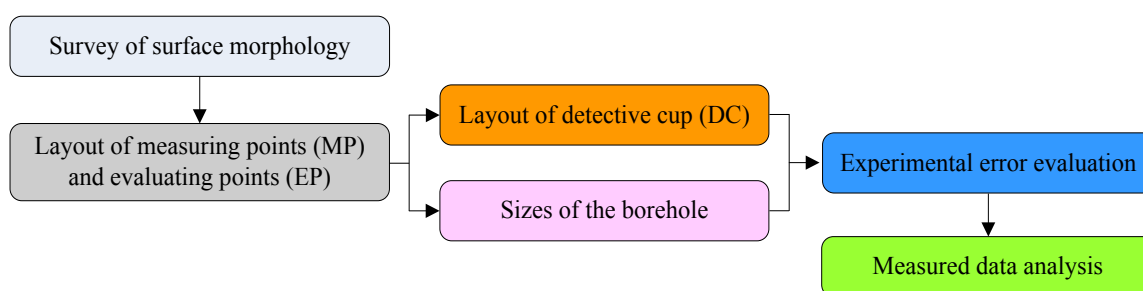 Survey of surface morphology
Layout of measuring points (MP)
and evaluating points (EP)
Layout of detective cup (DC)
Sizes of the borehole
Experimental error evaluation
Measured data analysis